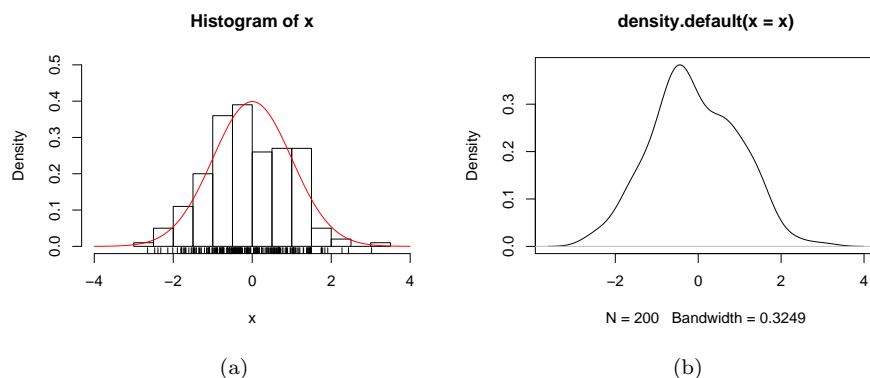 Histogram of x
Density
0.5
0.4
0.3
0.2
0.1
0.0
−4 −2 0 2 4
x
(a)
density.default(x = x)
Density
0.3
0.2
0.1
0.0
−2 0 2 4
N = 200 Bandwidth = 0.3249
(b)